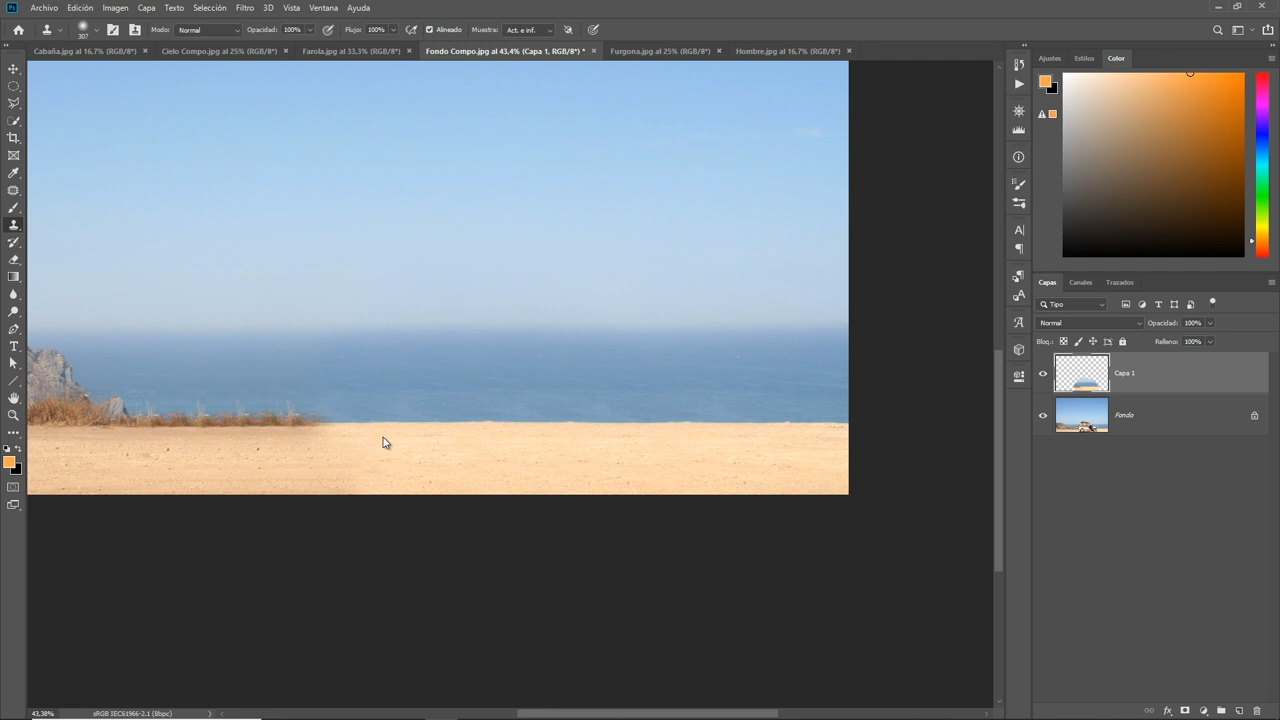 Ps Archivo Edición Imagen Capa Texto Selección Filtro 3D Vista Ventana Ayuda
307 Modo: Normal Opacidad: 100% Flujo: 100% Alineado Muestra: Act. e inf.
Cabaña.jpg al 16,7% (RGB/8*) × Cielo Compo.jpg al 25% (RGB/8*) × Farola.jpg al 33,3% (RGB/8*) × Fondo Compo.jpg al 43,4% (Capa 1, RGB/8*) * × Furgona.jpg al 25% (RGB/8*) × Hombre.jpg al 16,7% (RGB/8*) ×
Ajustes Estilos Color
Capas Canales Trazados
Tipo
Normal Opacidad: 100%
Bloq.: Relleno: 100%
Capa 1
Fondo
43,38% sRGB IEC61966-2.1 (8bpc)